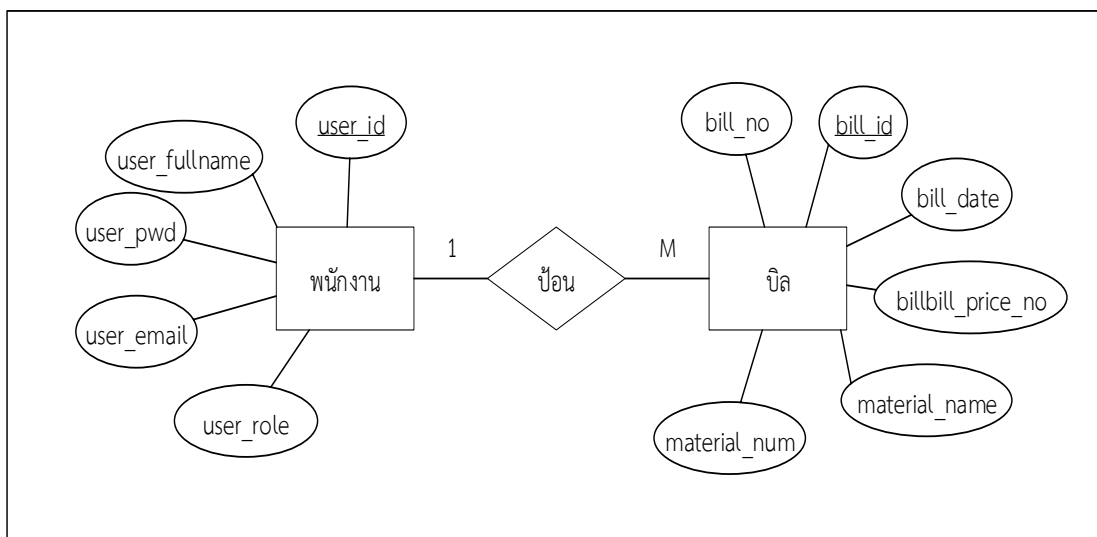 user_id
bill_no
bill_id
user_fullname
bill_date
user_pwd
1
M
พนักงาน
ป้อน
บิล
billbill_price_no
user_email
material_name
user_role
material_num